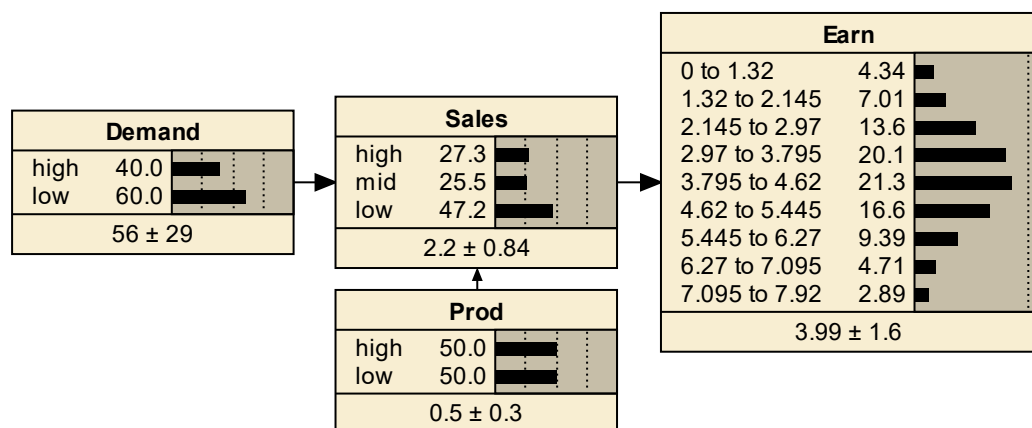 Demand
high 40.0
low 60.0
56 ± 29
Sales
high 27.3
mid 25.5
low 47.2
2.2 ± 0.84
Prod
high 50.0
low 50.0
0.5 ± 0.3
Earn
0 to 1.32 4.34
1.32 to 2.145 7.01
2.145 to 2.97 13.6
2.97 to 3.795 20.1
3.795 to 4.62 21.3
4.62 to 5.445 16.6
5.445 to 6.27 9.39
6.27 to 7.095 4.71
7.095 to 7.92 2.89
3.99 ± 1.6